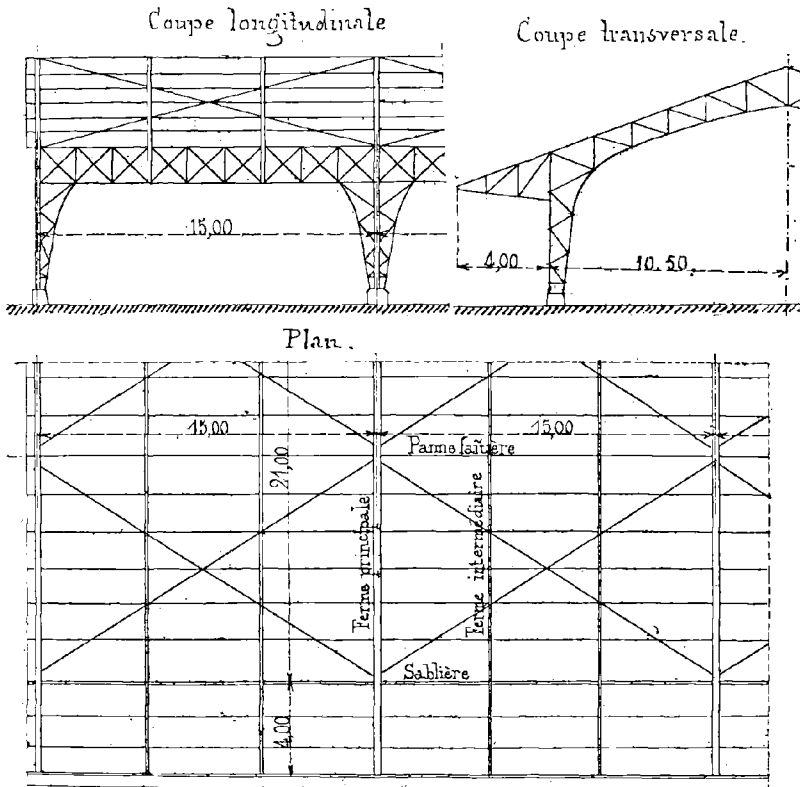 Coupe longitudinale
Coupe transversale.
15,00
4,00
10.50.
Plan.
15,00
15,00
Panne faitière
21,00
Ferme principale
Ferme intermédiaire
Sablière
4,00